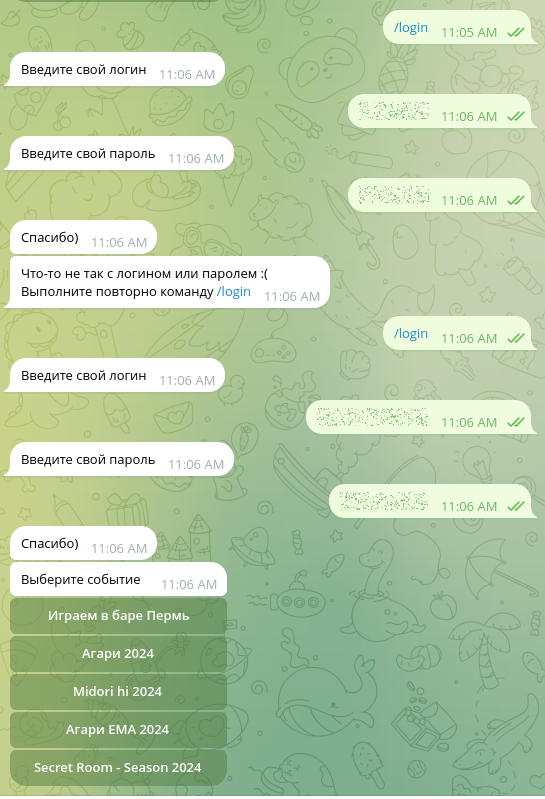 /login 11:05 AM
Введите свой логин 11:06 AM
11:06 AM
Введите свой пароль 11:06 AM
11:06 AM
Спасибо) 11:06 AM
Что-то не так с логином или паролем :(
Выполните повторно команду /login 11:06 AM
/login 11:06 AM
Введите свой логин 11:06 AM
11:06 AM
Введите свой пароль 11:06 AM
11:06 AM
Спасибо) 11:06 AM
Выберите событие 11:06 AM
Играем в баре Пермь
Агари 2024
Midori hi 2024
Агари EMA 2024
Secret Room - Season 2024